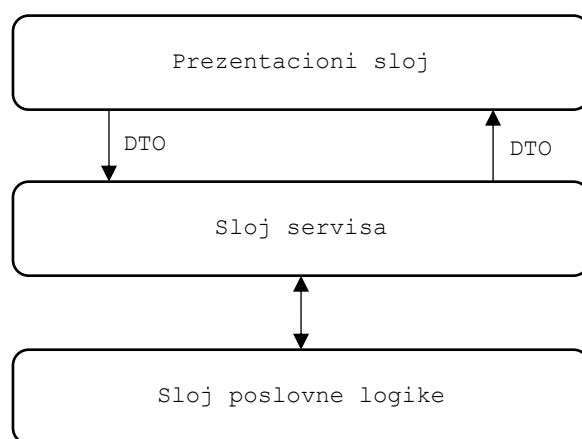 Prezentacioni sloj
DTO
DTO
Sloj servisa
Sloj poslovne logike